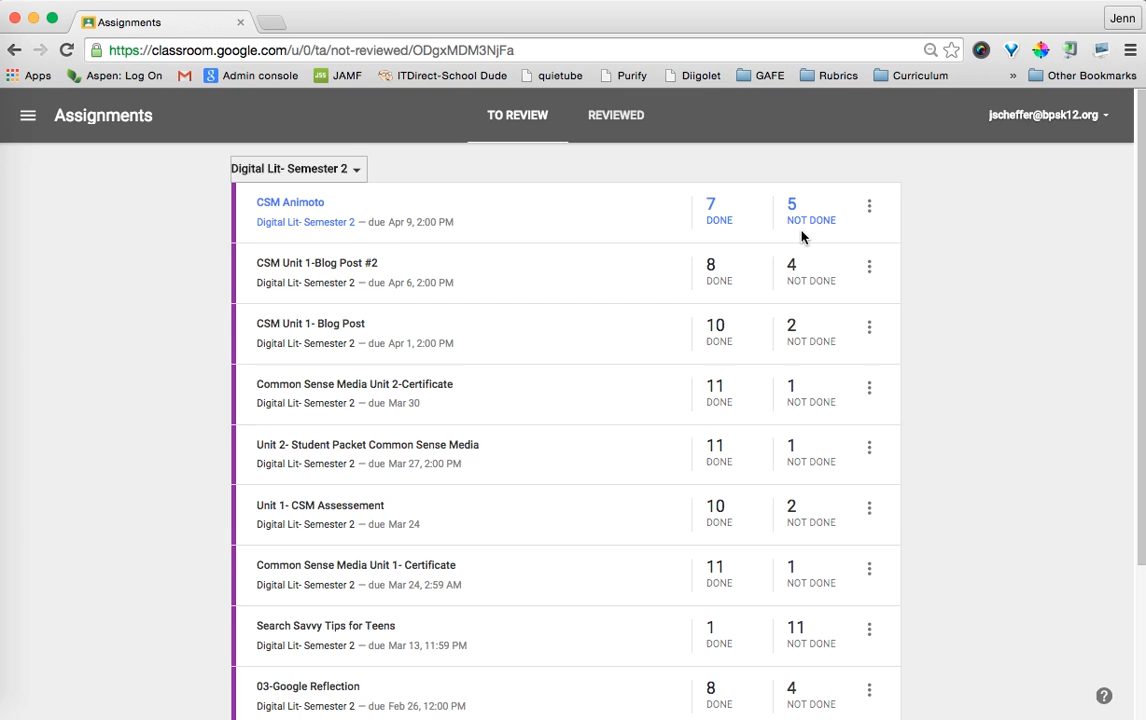 Assignments
Jenn
https://classroom.google.com/u/0/ta/not-reviewed/ODgxMDM3NjFa
Apps Aspen: Log On Admin console JSS JAMF ITDirect-School Dude quietube Purify Diigolet GAFE Rubrics Curriculum » Other Bookmarks
Assignments TO REVIEW REVIEWED jscheffer@bpsk12.org
Digital Lit- Semester 2
CSM Animoto 7 5
Digital Lit- Semester 2 — due Apr 9, 2:00 PM DONE NOT DONE
CSM Unit 1-Blog Post #2 8 4
Digital Lit- Semester 2 — due Apr 6, 2:00 PM DONE NOT DONE
CSM Unit 1- Blog Post 10 2
Digital Lit- Semester 2 — due Apr 1, 2:00 PM DONE NOT DONE
Common Sense Media Unit 2-Certificate 11 1
Digital Lit- Semester 2 — due Mar 30 DONE NOT DONE
Unit 2- Student Packet Common Sense Media 11 1
Digital Lit- Semester 2 — due Mar 27, 2:00 PM DONE NOT DONE
Unit 1- CSM Assessement 10 2
Digital Lit- Semester 2 — due Mar 24 DONE NOT DONE
Common Sense Media Unit 1- Certificate 11 1
Digital Lit- Semester 2 — due Mar 24, 2:59 AM DONE NOT DONE
Search Savvy Tips for Teens 1 11
Digital Lit- Semester 2 — due Mar 13, 11:59 PM DONE NOT DONE
03-Google Reflection 8 4
Digital Lit- Semester 2 — due Feb 26, 12:00 PM DONE NOT DONE